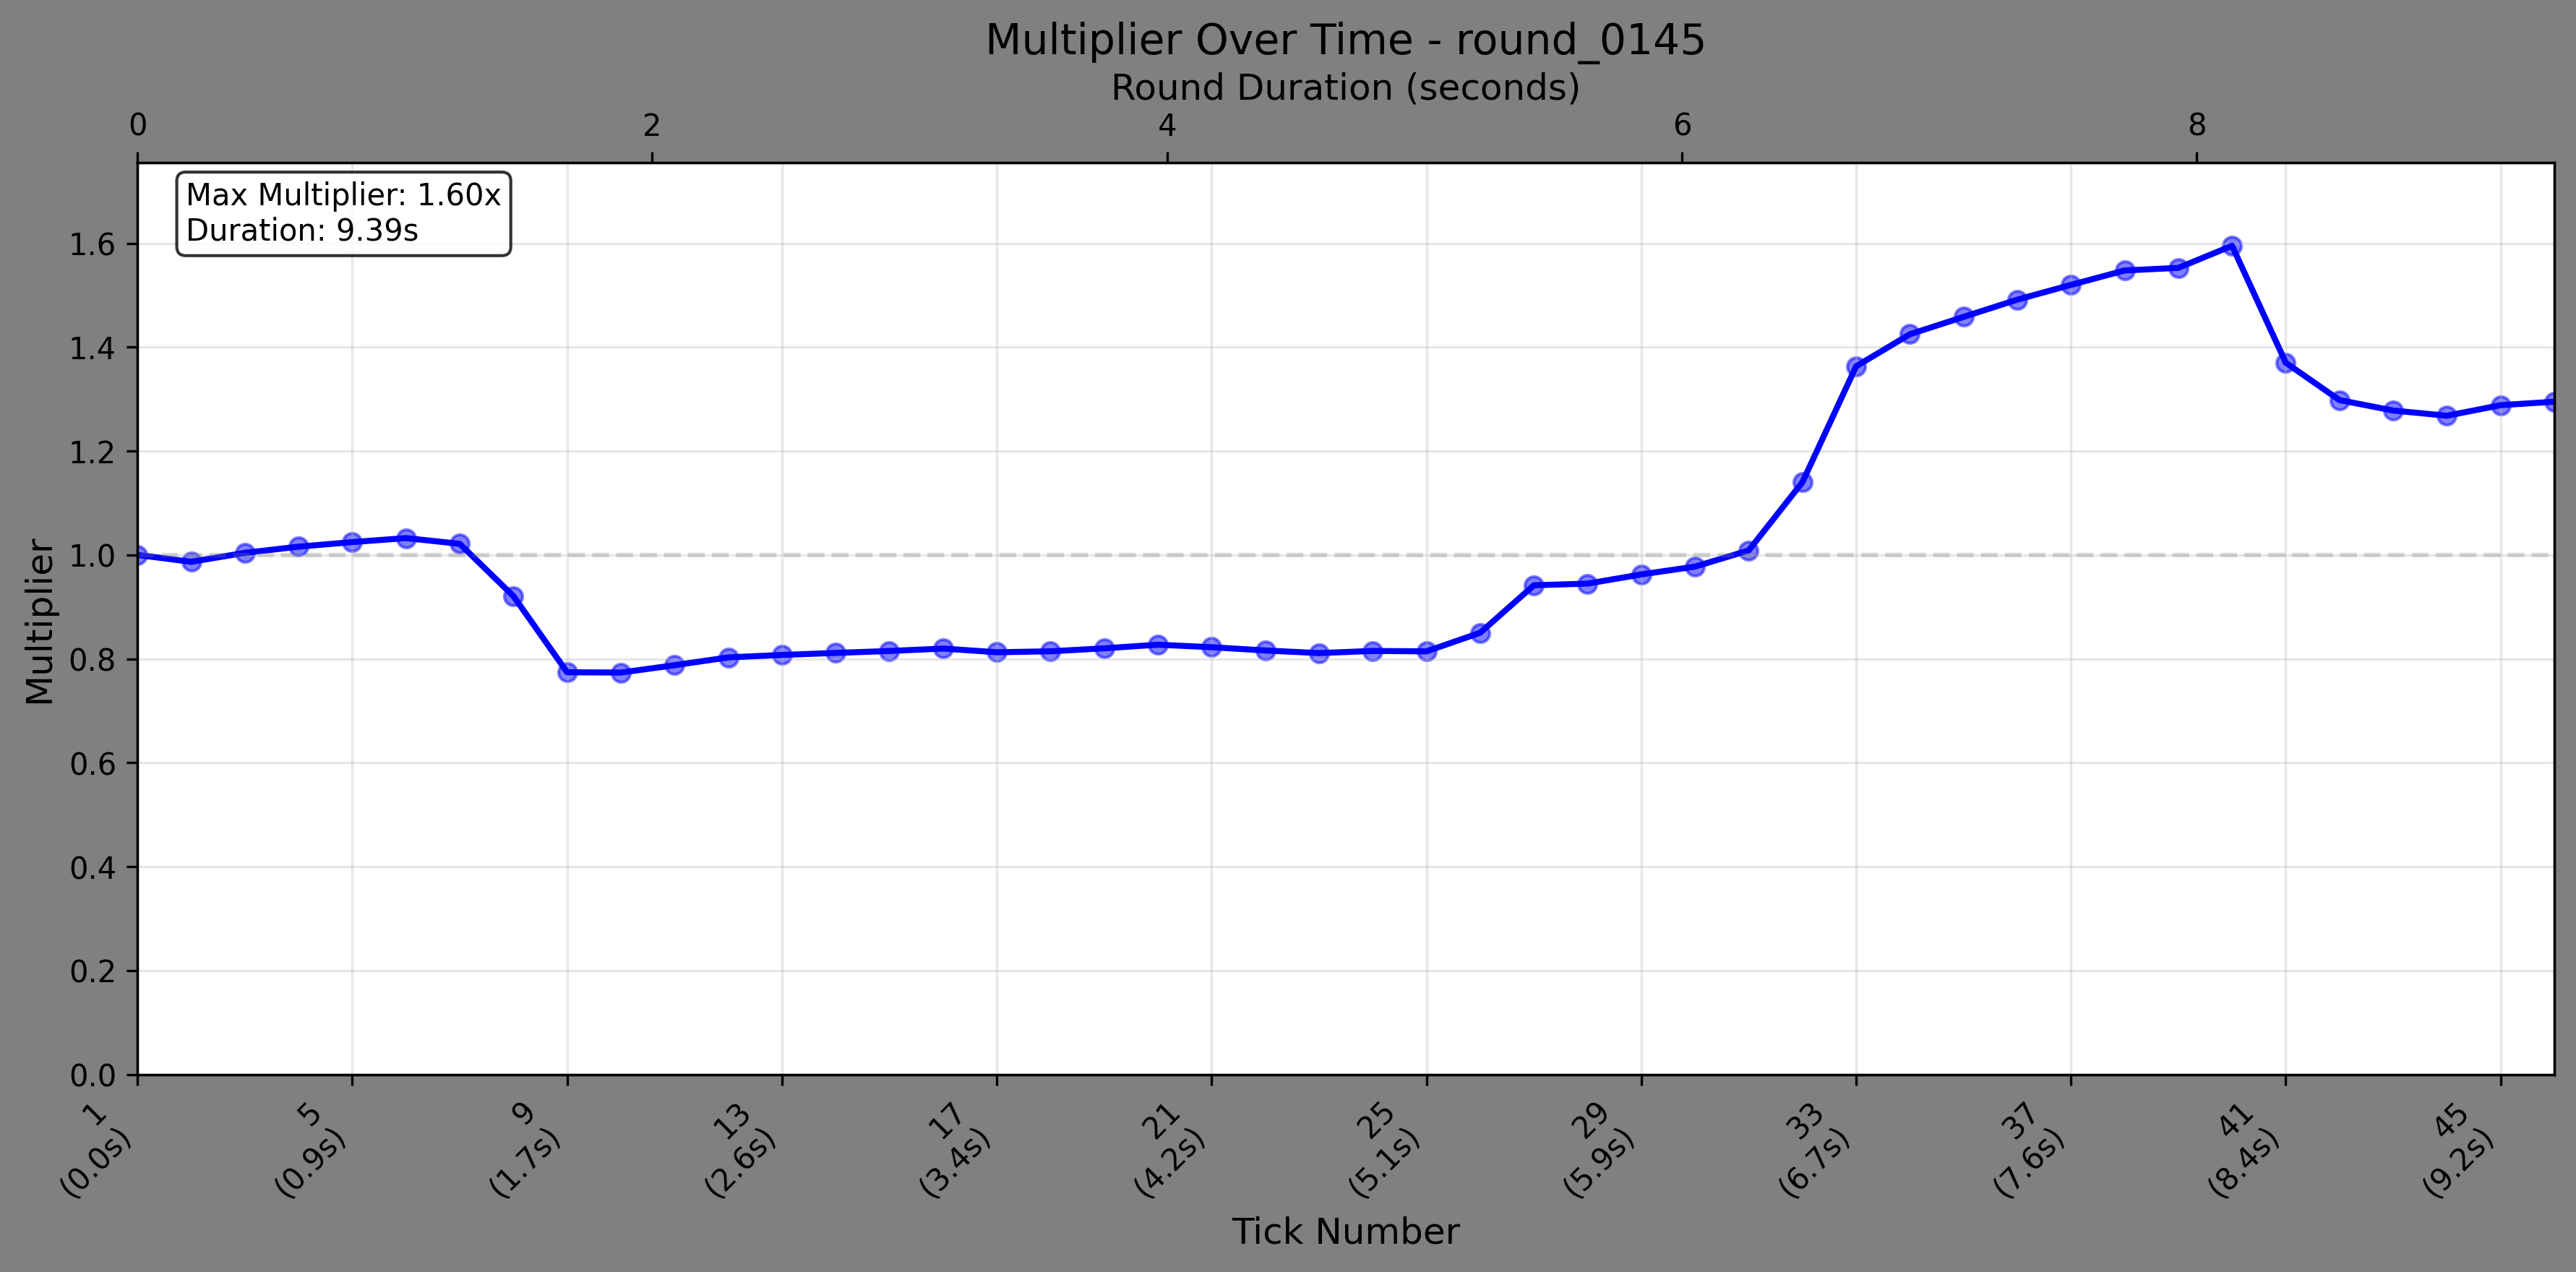 Multiplier Over Time - round_0145
Round Duration (seconds)
0 2 4 6 8
Max Multiplier: 1.60x
Duration: 9.39s
1.6
1.4
1.2
1.0
0.8
0.6
0.4
0.2
0.0
Multiplier
1 5 9 13 17 21 25 29 33 37 41 45
(0.0s) (0.9s) (1.7s) (2.6s) (3.4s) (4.2s) (5.1s) (5.9s) (6.7s) (7.6s) (8.4s) (9.2s)
Tick Number